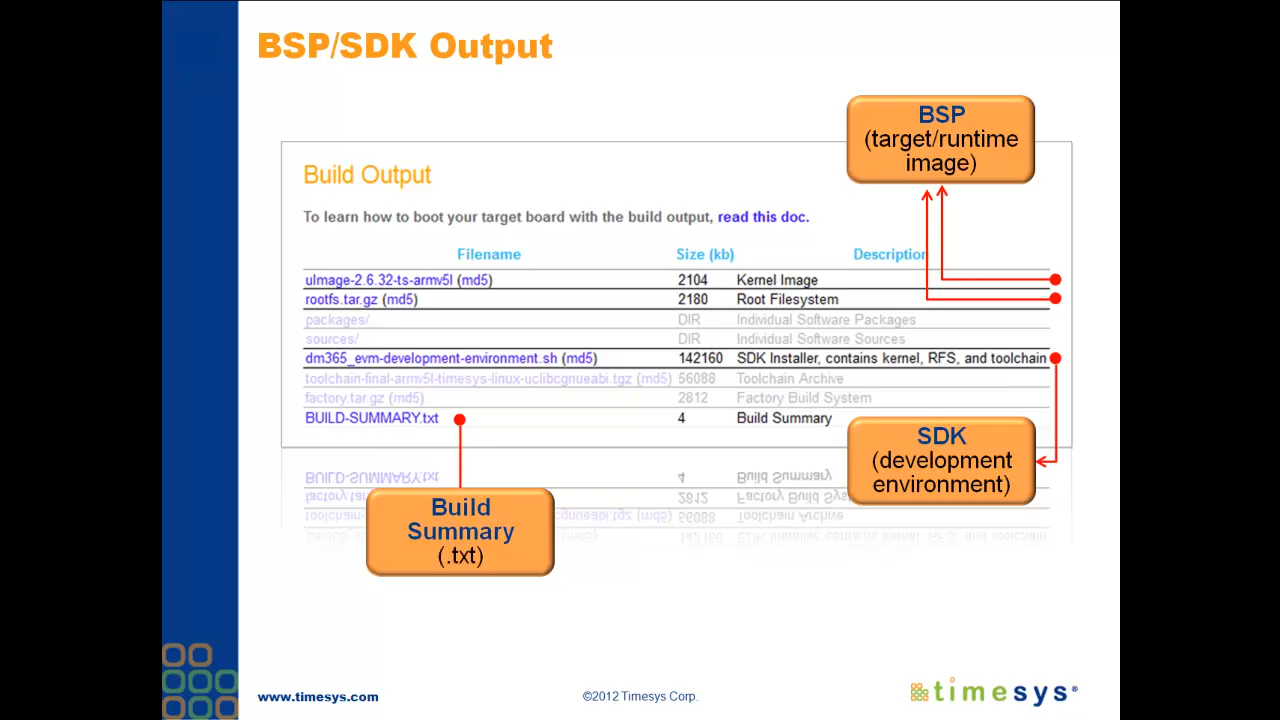 BSP/SDK Output
BSP
(target/runtime
image)
Build Output
To learn how to boot your target board with the build output, read this doc.
Filename Size (kb) Description
uImage-2.6.32-ts-armv5l (md5) 2104 Kernel Image
rootfs.tar.gz (md5) 2180 Root Filesystem
packages/ DIR Individual Software Packages
sources/ DIR Individual Software Sources
dm365_evm-development-environment.sh (md5) 142160 SDK Installer, contains kernel, RFS, and toolchain
toolchain-final-armv5l-timesys-linux-uclibcgnueabi.tgz (md5) 56088 Toolchain Archive
factory.tar.gz (md5) 2812 Factory Build System
BUILD-SUMMARY.txt 4 Build Summary
SDK
(development
environment)
Build
Summary
(.txt)
www.timesys.com
©2012 Timesys Corp.
timesys®